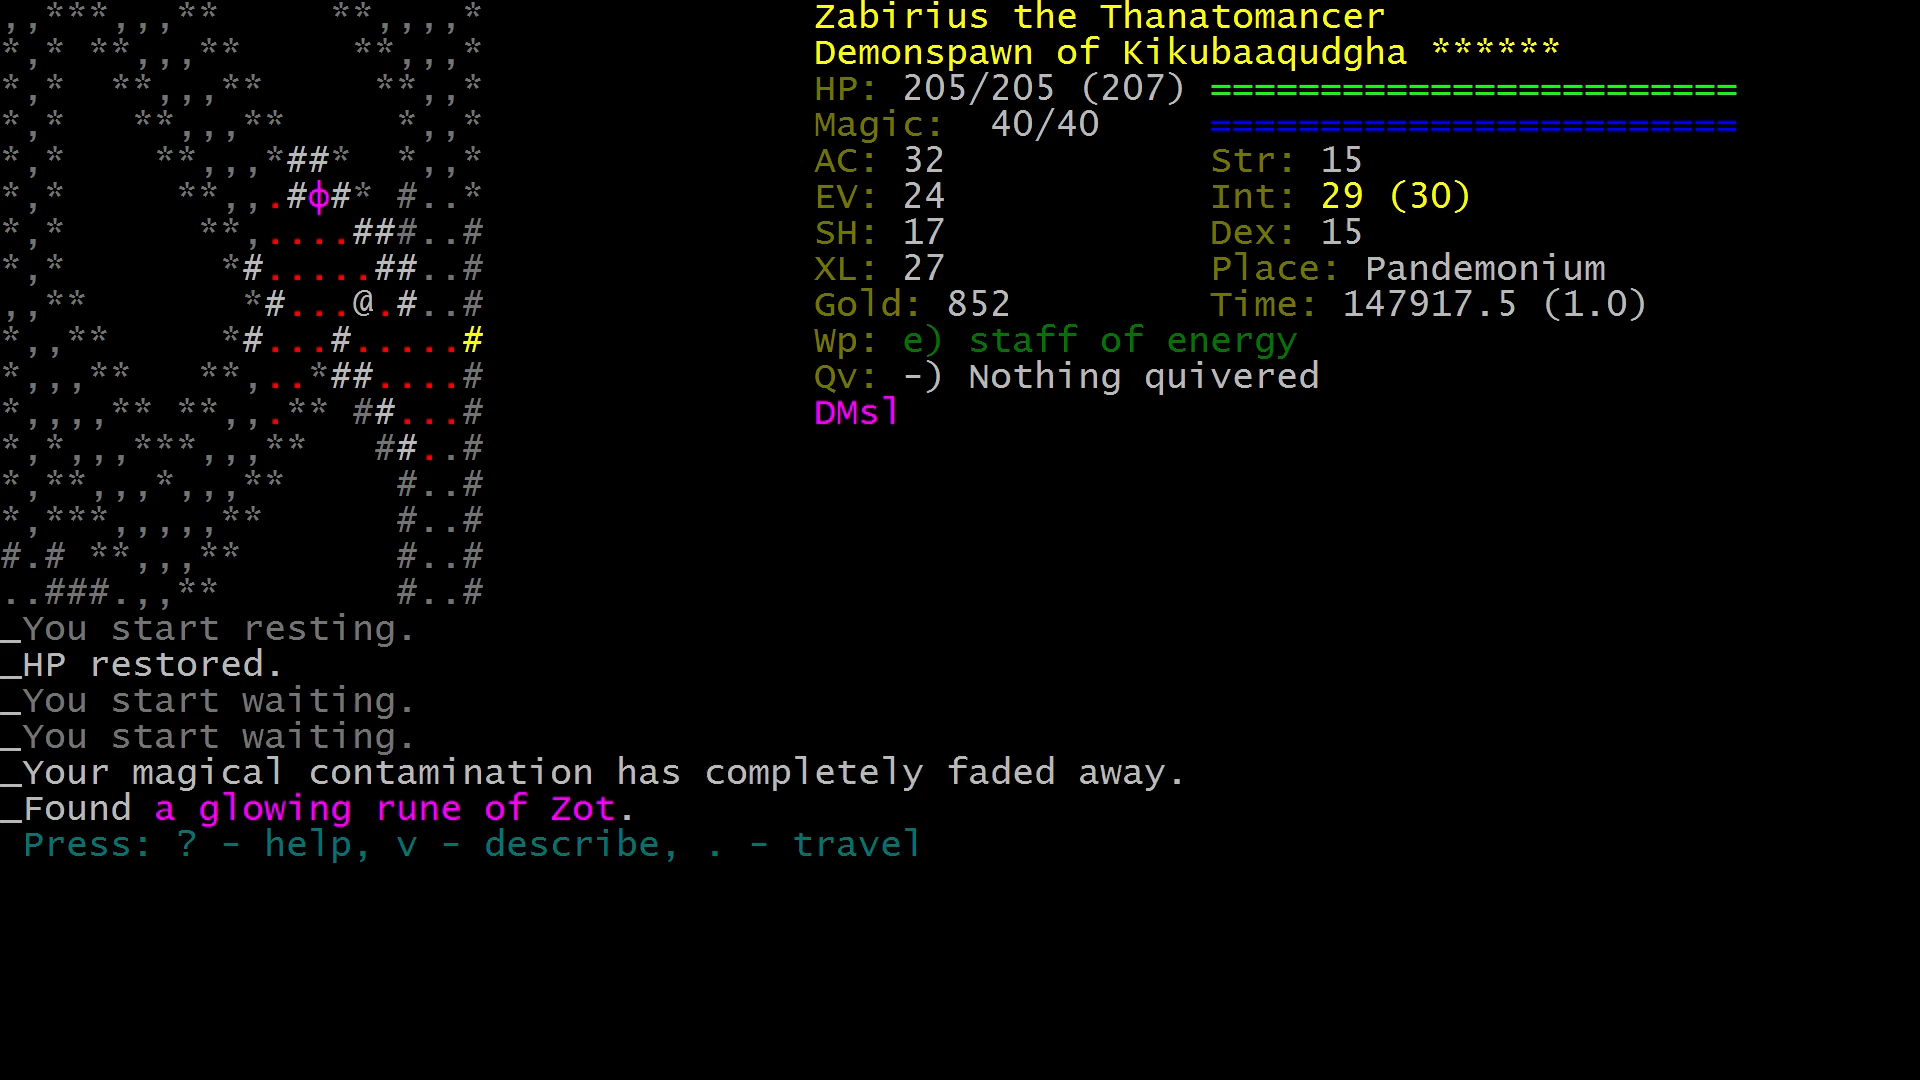 ,,***,,,**     **,,,,*
*,* **,,,**     **,,,*
*,*  **,,,**     **,,*
*,*   **,,,**     *,,*
*,*    **,,,*##*  *,,*
*,*     **,,.#ϕ#* #..*
*,*      **,....###..#
*,*       *#.....##..#
,,**       *#...@.#..#
*,,**     *#...#.....#
*,,,**   **,..*##....#
*,,,,** **,,.** ##...#
*,*,,,***,,,**   ##..#
*,**,,,*,,,**     #..#
*,***,,,,,**      #..#
#.# **,,,**       #..#
..###.,,**        #..#
Zabirius the Thanatomancer
Demonspawn of Kikubaaqudgha ******
HP: 205/205 (207) ========================
Magic:  40/40     ========================
AC: 32            Str: 15
EV: 24            Int: 29 (30)
SH: 17            Dex: 15
XL: 27            Place: Pandemonium
Gold: 852         Time: 147917.5 (1.0)
Wp: e) staff of energy
Qv: -) Nothing quivered
DMsl
_You start resting.
_HP restored.
_You start waiting.
_You start waiting.
_Your magical contamination has completely faded away.
_Found a glowing rune of Zot.
Press: ? - help, v - describe, . - travel